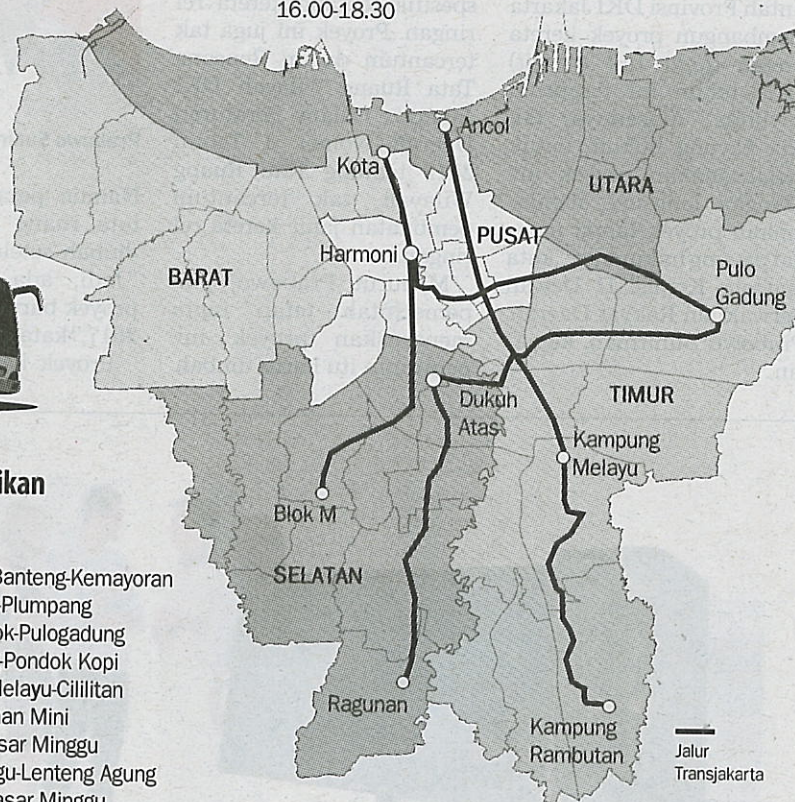 16.00-18.30
Ancol
Kota
UTARA
PUSAT
Harmoni
BARAT
Pulo
Gadung
TIMUR
Dukuh
Atas
Kampung
Melayu
Blok M
SELATAN
Ragunan
Kampung
Rambutan
Jalur
Transjakarta
ikan
Banteng-Kemayoran
-Plumpang
ok-Pulogadung
-Pondok Kopi
Melayu-Cililitan
an Mini
sar Minggu
gu-Lenteng Agung
asar Minggu